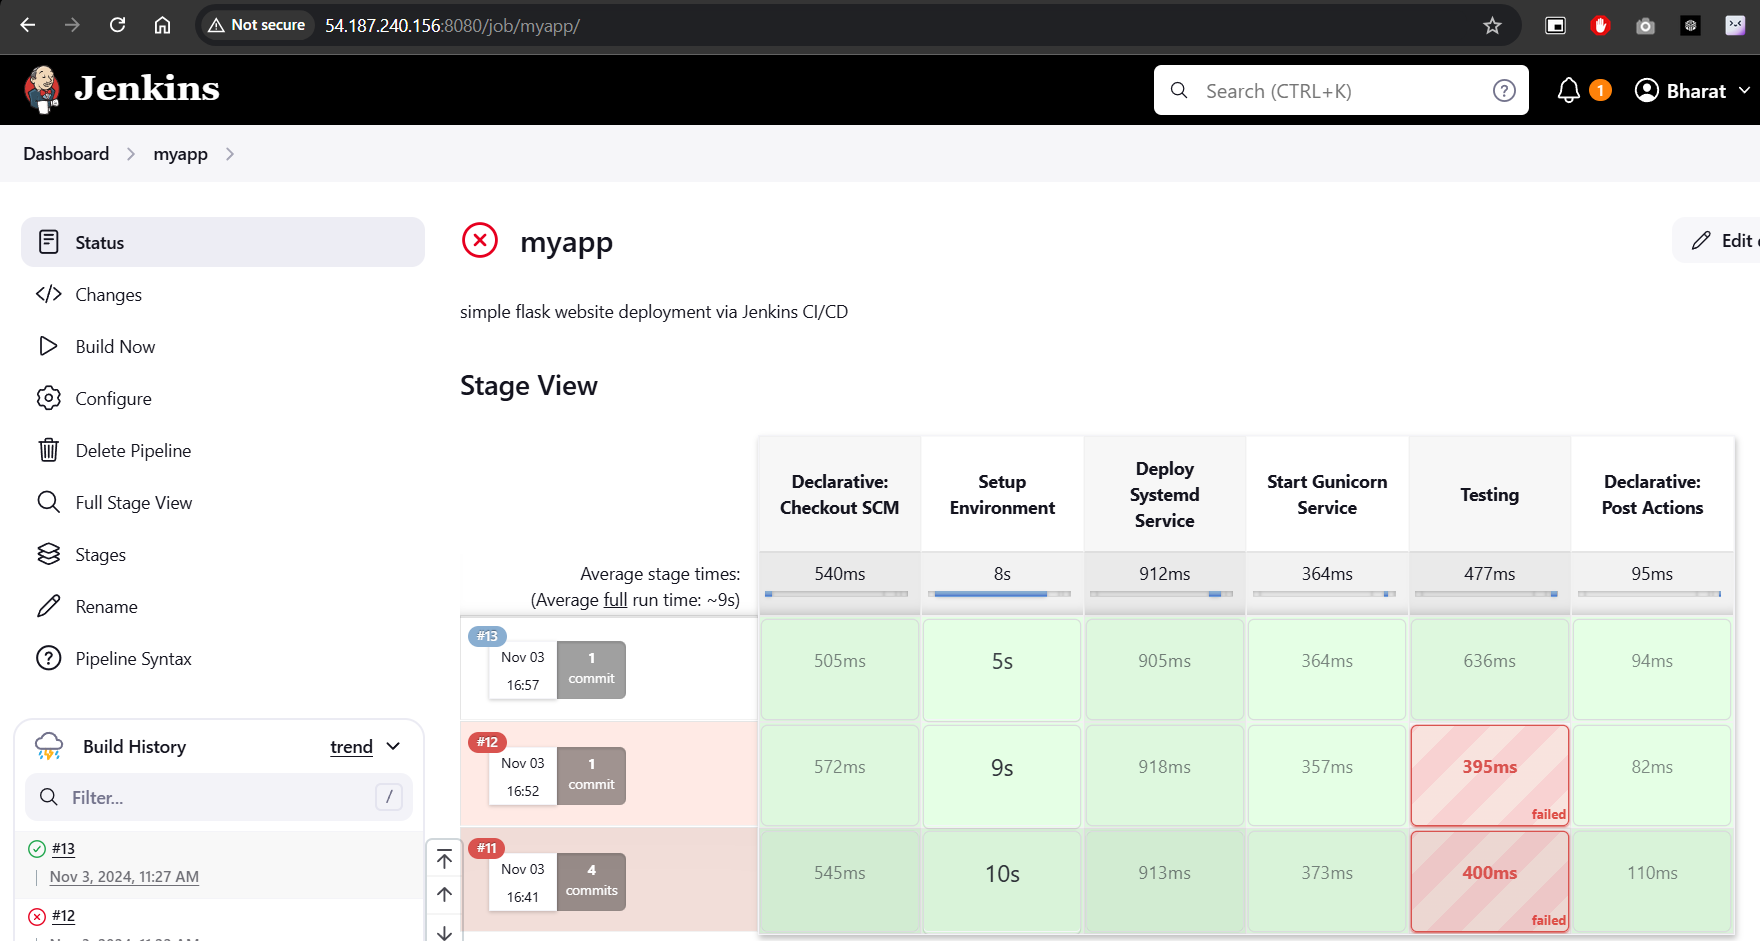 Not secure 54.187.240.156:8080/job/myapp/
Jenkins
Search (CTRL+K)
?
1
Bharat
Dashboard
myapp
Status
Changes
Build Now
Configure
Delete Pipeline
Full Stage View
Stages
Rename
Pipeline Syntax
Build History
trend
Filter...
/
#13
Nov 3, 2024, 11:27 AM
#12
myapp
Edit
simple flask website deployment via Jenkins CI/CD
Stage View
Declarative:
Checkout SCM
Setup
Environment
Deploy
Systemd
Service
Start Gunicorn
Service
Testing
Declarative:
Post Actions
Average stage times:
(Average full run time: ~9s)
540ms
8s
912ms
364ms
477ms
95ms
#13
Nov 03
16:57
1
commit
505ms
5s
905ms
364ms
636ms
94ms
#12
Nov 03
16:52
1
commit
572ms
9s
918ms
357ms
395ms
failed
82ms
#11
Nov 03
16:41
4
commits
545ms
10s
913ms
373ms
400ms
failed
110ms